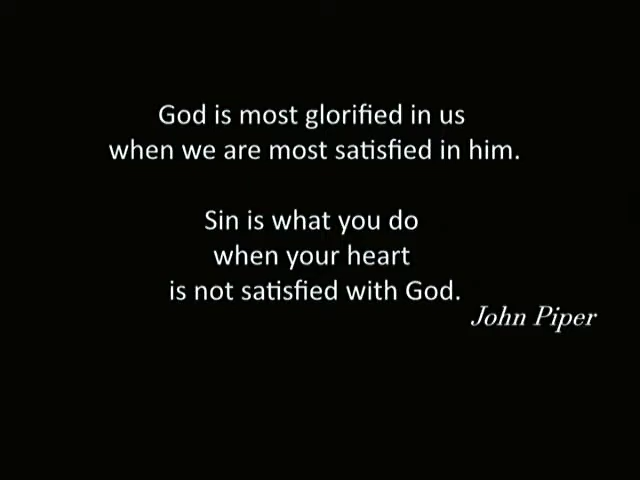 God is most glorified in us
when we are most satisfied in him.
Sin is what you do
when your heart
is not satisfied with God.
John Piper